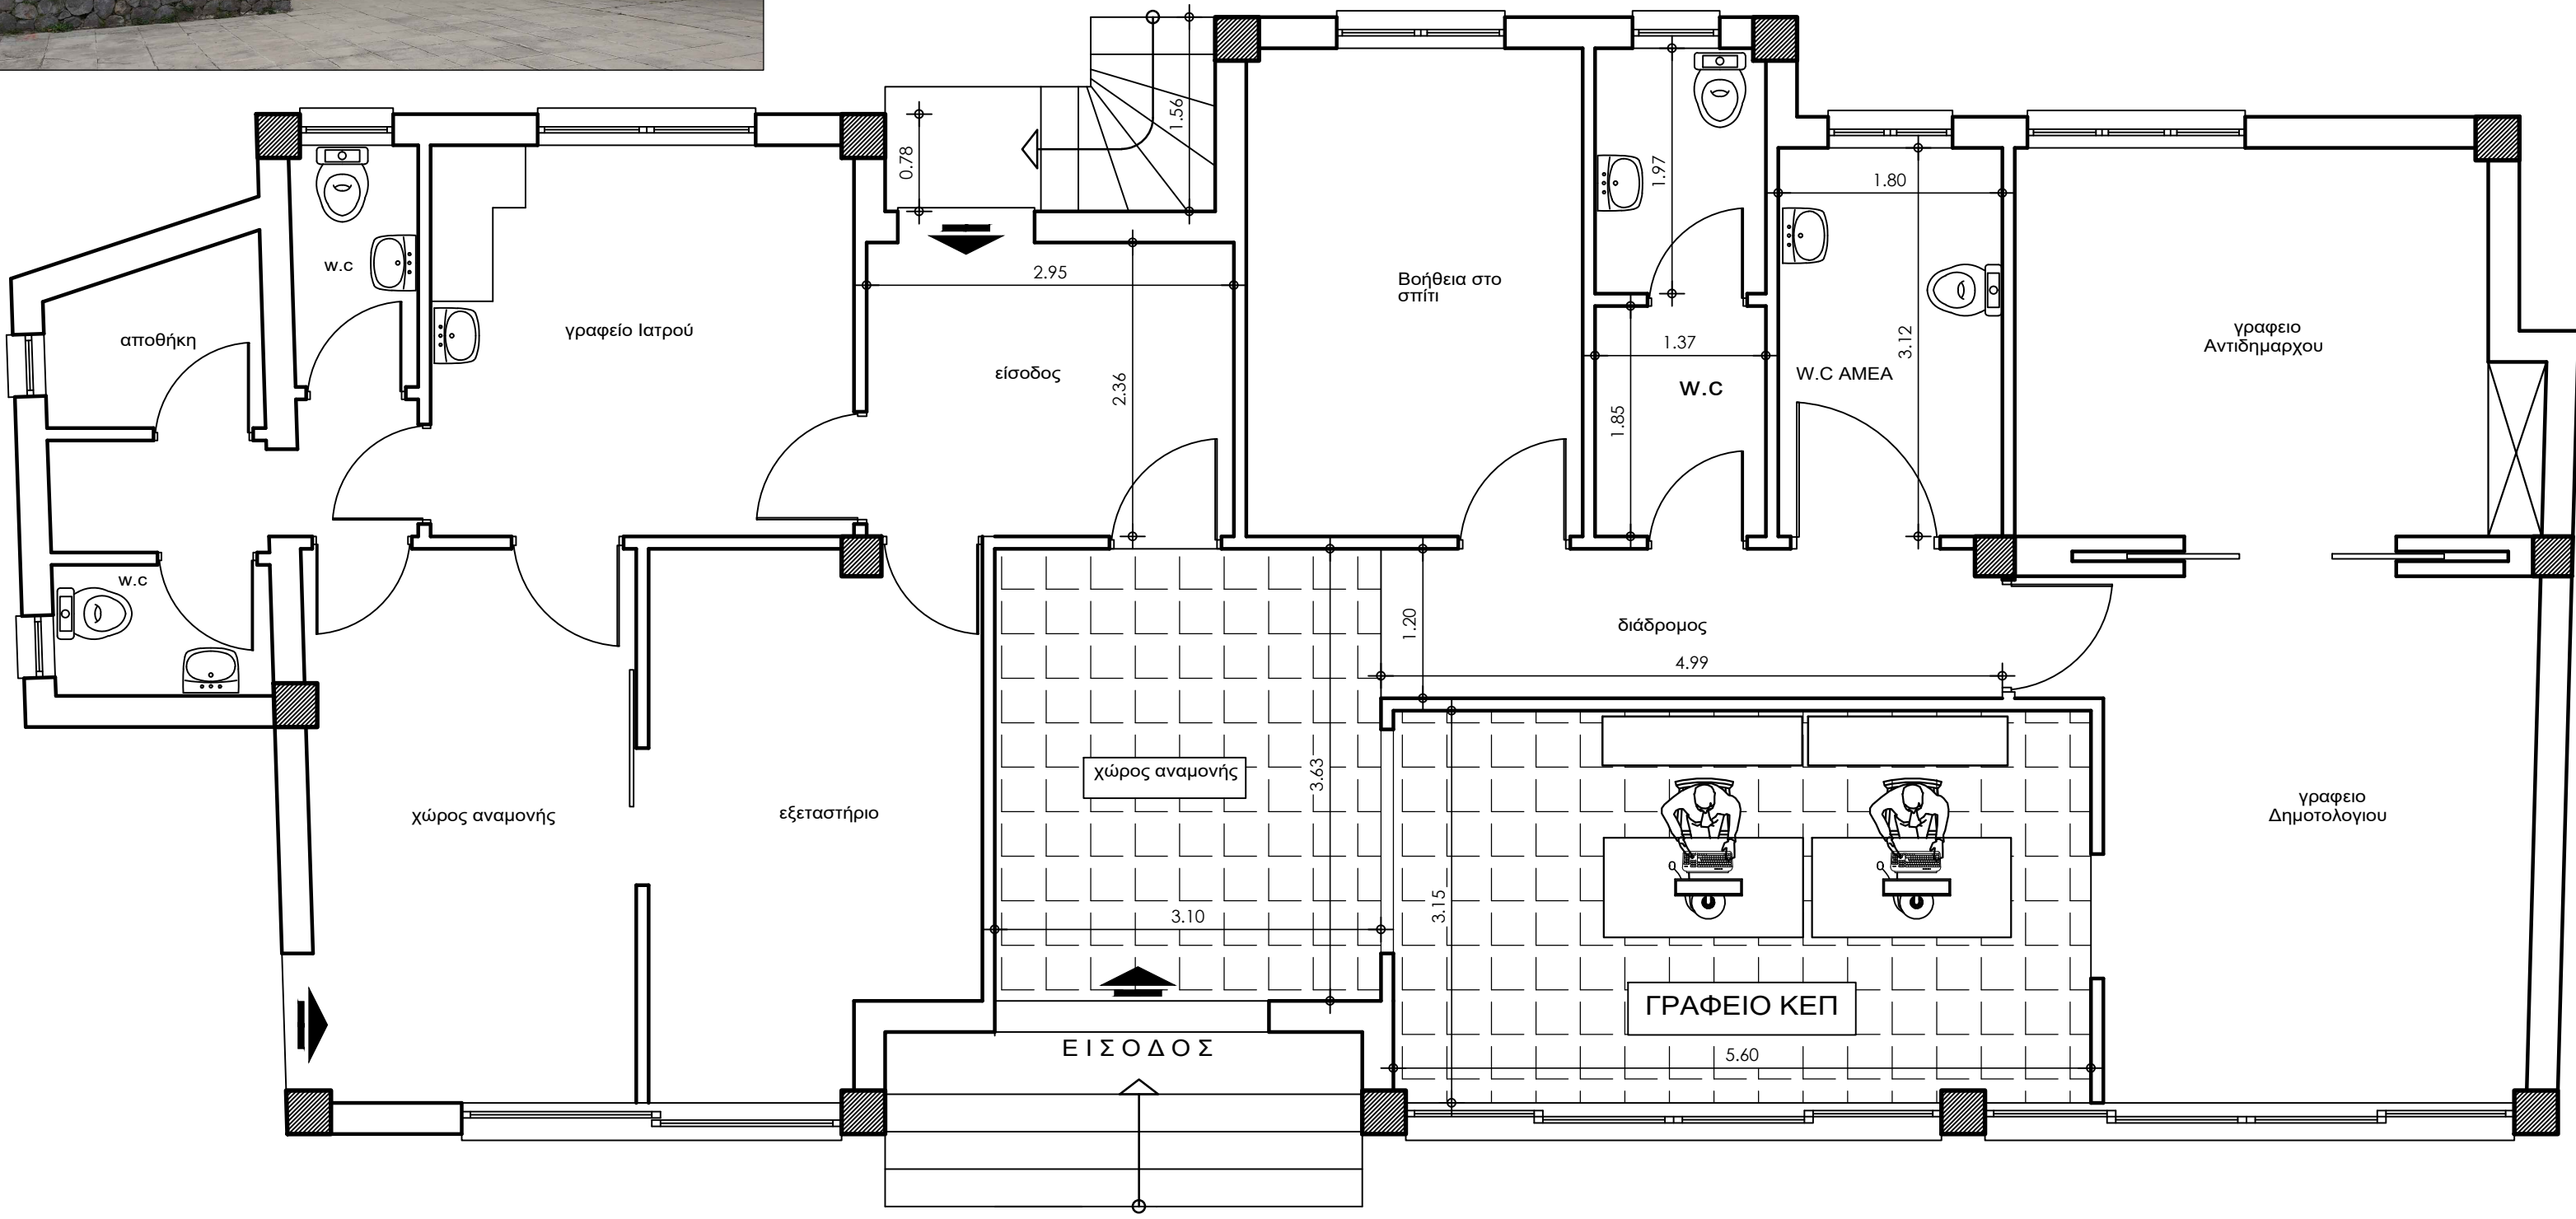 1.56
0.78
1.97
1.80
w.c
2.95
Βοήθεια στο
σπίτι
αποθήκη
γραφείο Ιατρού
είσοδος
2.36
1.37
3.12
W.C ΑΜΕΑ
γραφειο
Αντιδημαρχου
w.c
1.85
w.c
1.20
διάδρομος
4.99
χώρος αναμονής
εξεταστήριο
χώρος αναμονής
3.63
γραφειο
Δημοτολογιου
3.10
3.15
ΓΡΑΦΕΙΟ ΚΕΠ
ΕΙΣΟΔΟΣ
5.60